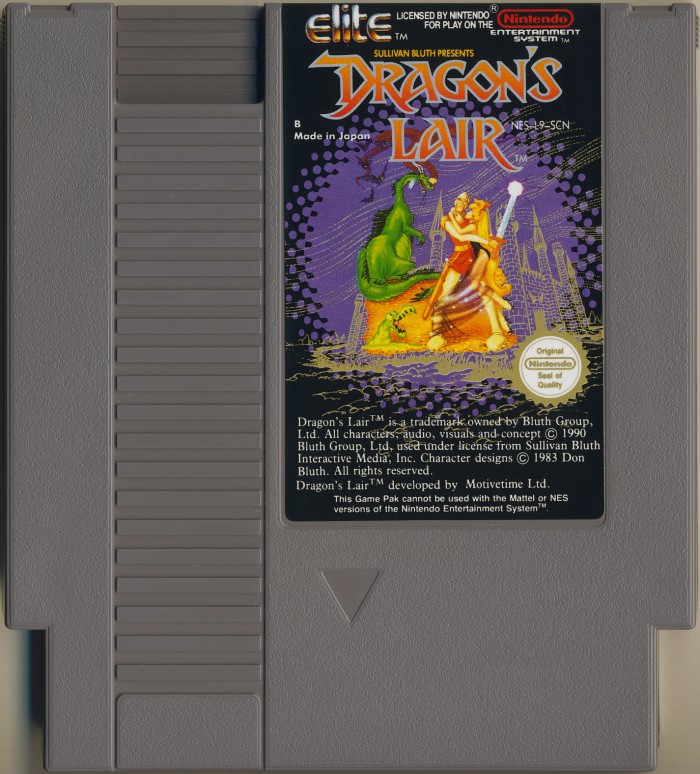 elite TM
LICENSED BY NINTENDO®
FOR PLAY ON THE
Nintendo
ENTERTAINMENT
SYSTEM TM
SULLIVAN BLUTH PRESENTS
DRAGON'S
LAIR TM
B
Made in Japan
NES-L9-SCN
Original
Nintendo
Seal of
Quality
Dragon's Lair™ is a trademark owned by Bluth Group,
Ltd. All characters, audio, visuals and concept © 1990
Bluth Group, Ltd, used under license from Sullivan Bluth
Interactive Media, Inc. Character designs © 1983 Don
Bluth. All rights reserved.
Dragon's Lair™ developed by Motivetime Ltd.
This Game Pak cannot be used with the Mattel or NES
versions of the Nintendo Entertainment System™.